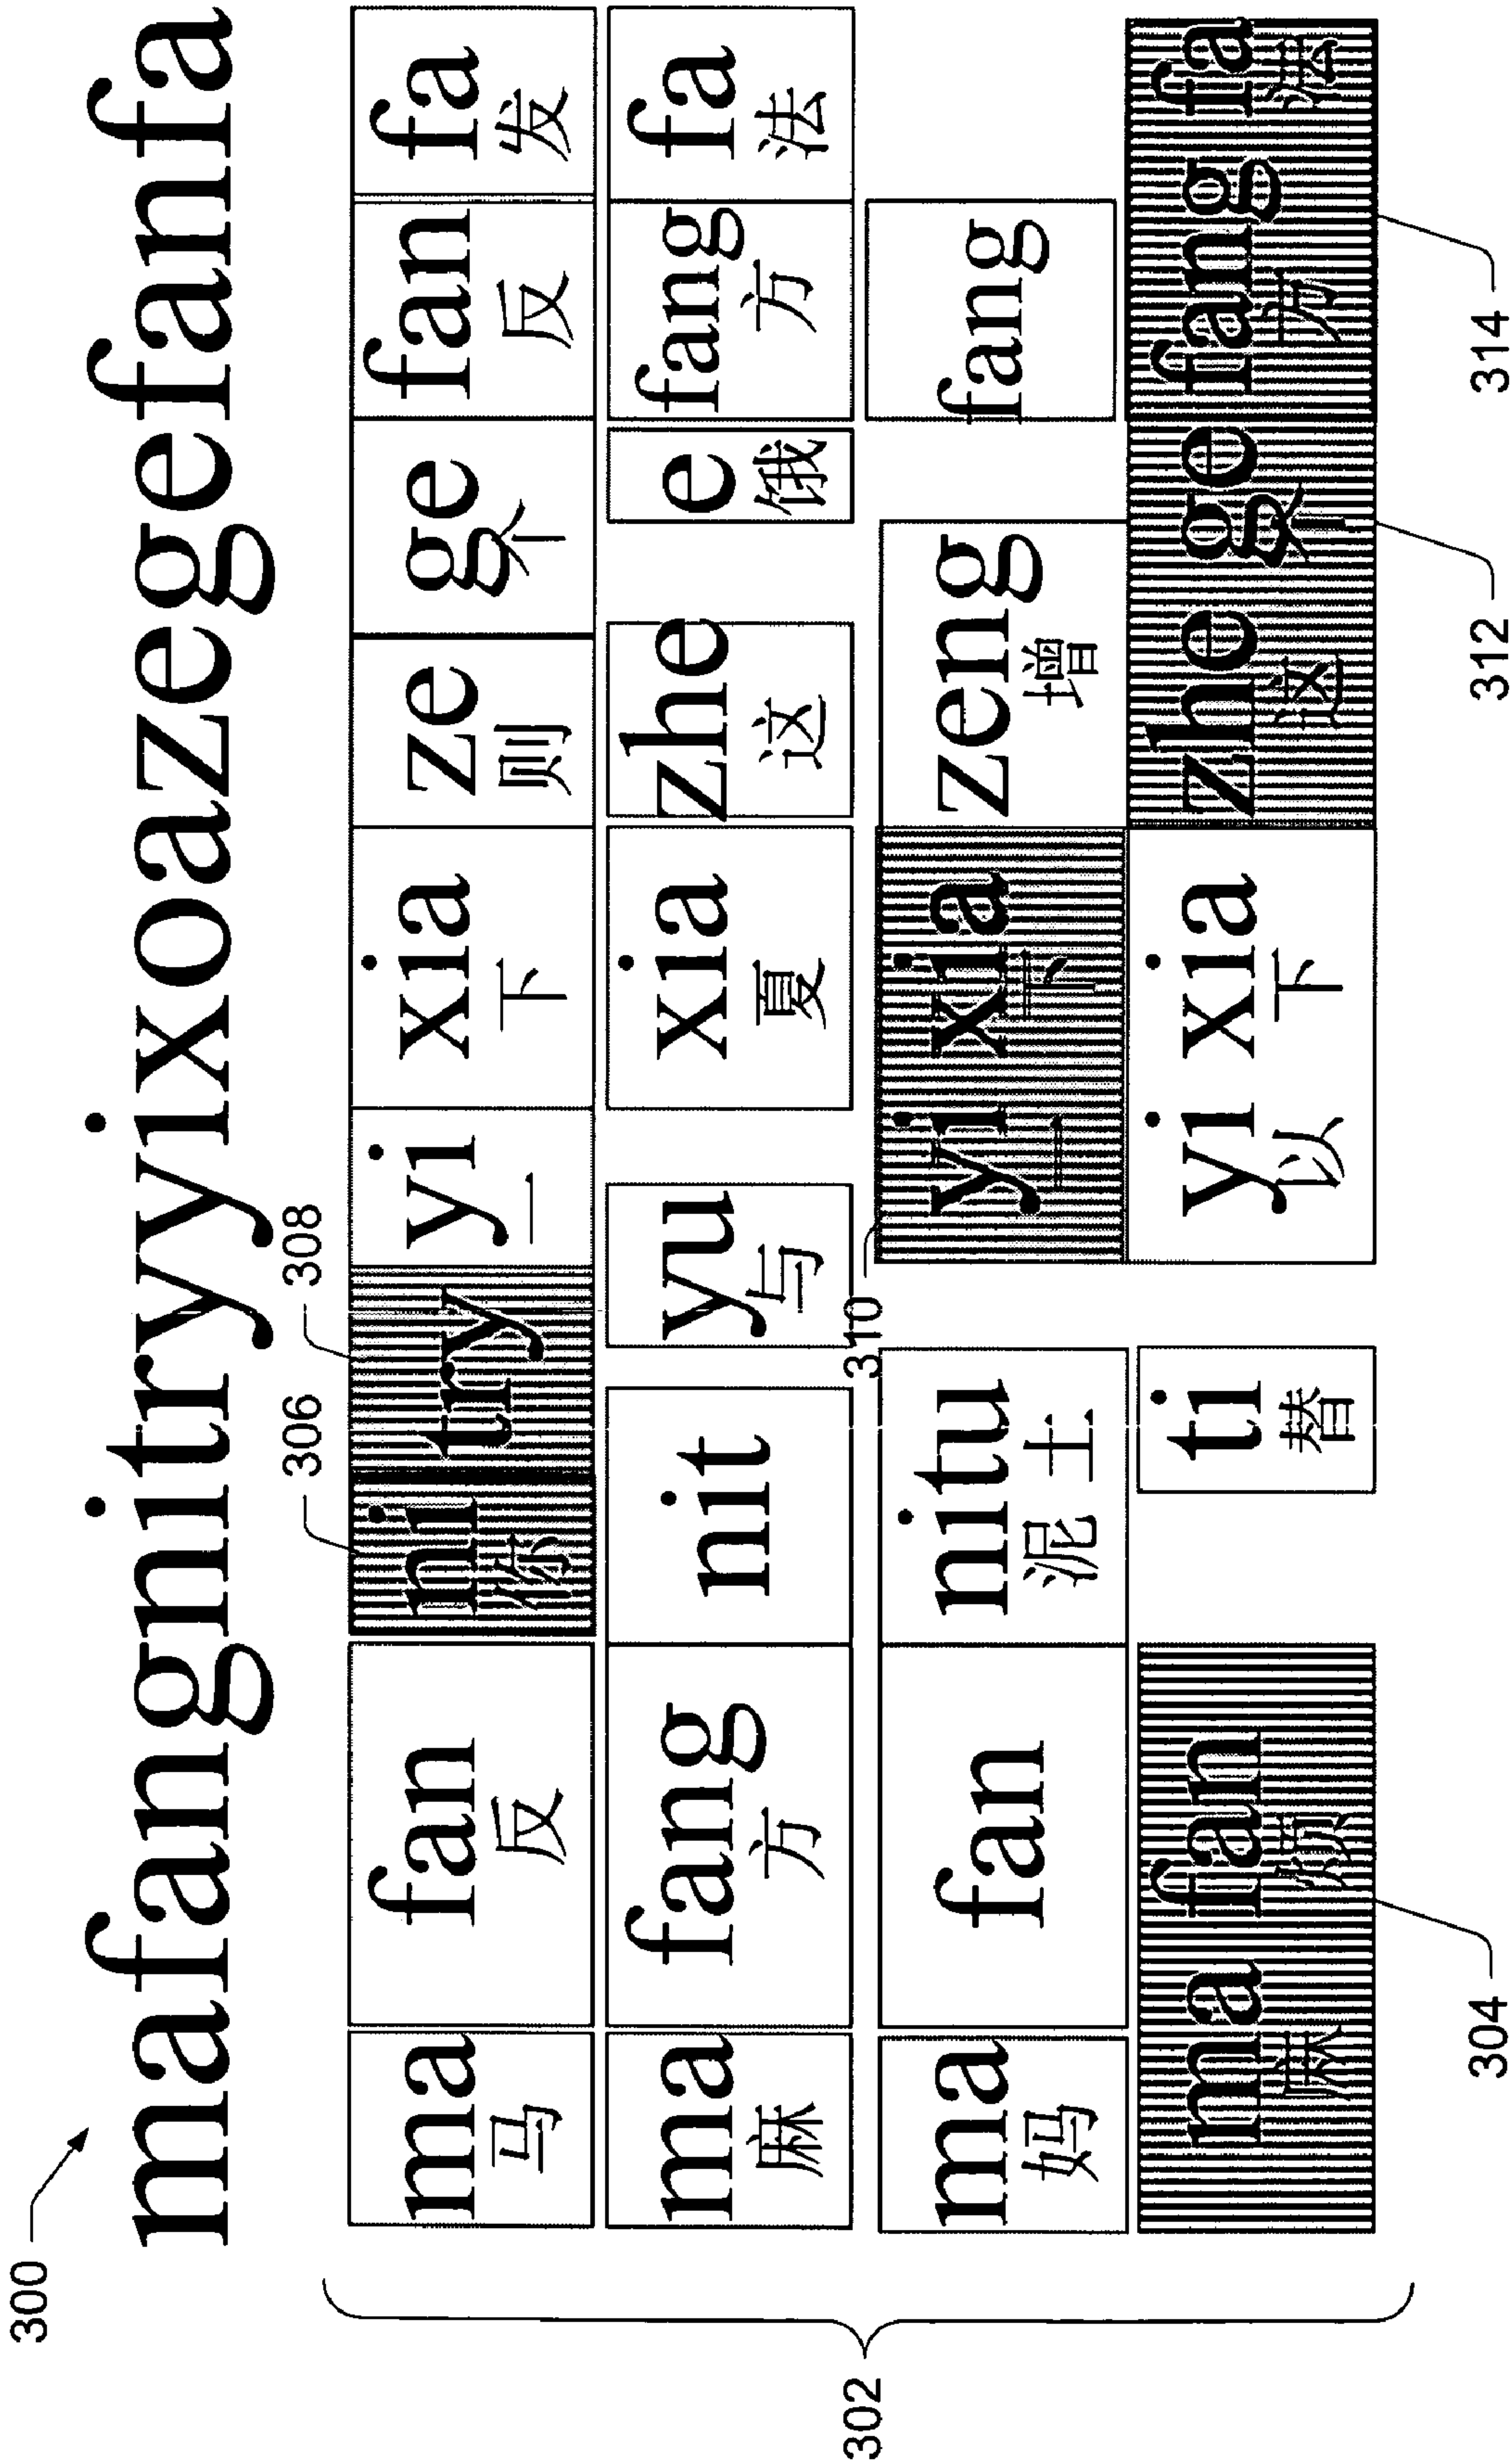 300
mafangnitryyixoazegefanfa
306 308
ma fan ni try yi xia ze ge fan fa
马 反 你 一 下 则 个 反 发
ma fang nit yu xia zhe e fang fa
麻 方 与 夏 这 饿 方 法
302
310
ma fan nitu yi xia zeng fang
妈 泥 土 一 下 增
ma fan ti yi xia zhe ge fang fa
麻 烦 替 以 下 这 个 方 法
304 312 314